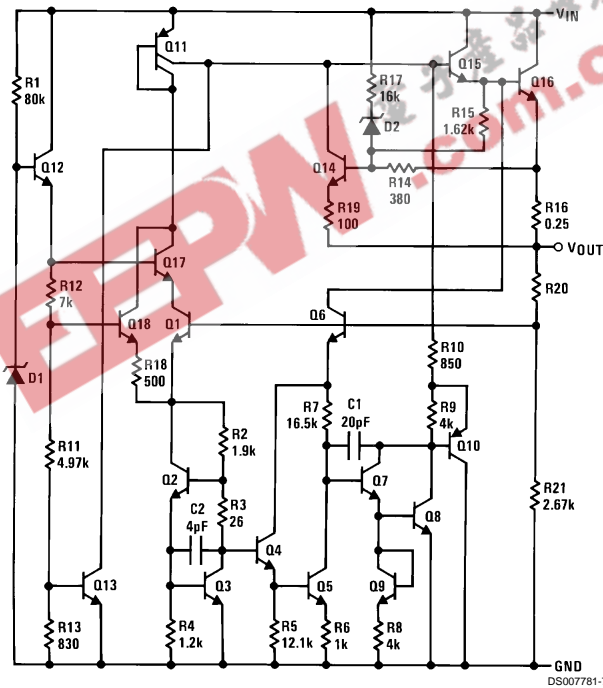 VIN
Q11
Q15
Q16
R1
80k
R17
16k
R15
1.62k
D2
Q12
Q14
R14
380
R19
100
R16
0.25
VOUT
Q17
R12
7k
R20
Q18
Q1
Q6
R18
500
R10
850
D1
R7
16.5k
C1
20pF
R9
4k
Q10
R2
1.9k
R11
4.97k
Q2
Q7
R3
26
R21
2.67k
C2
4pF
Q8
Q4
Q13
Q3
Q5
Q9
R13
830
R4
1.2k
R5
12.1k
R6
1k
R8
4k
GND
DS007781-
EEPW.com.c